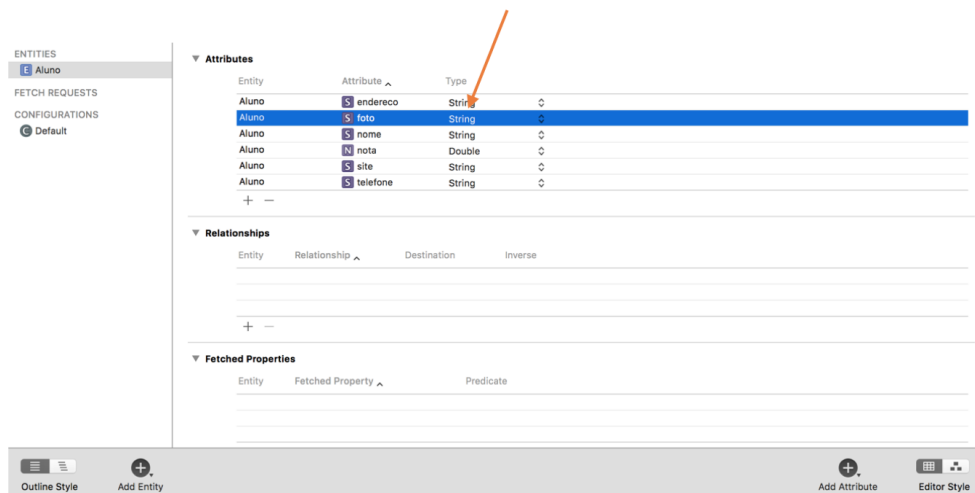 ENTITIES
E Aluno
FETCH REQUESTS
CONFIGURATIONS
C Default
Attributes
Entity Attribute Type
Aluno S endereco String
Aluno S foto String
Aluno S nome String
Aluno N nota Double
Aluno S site String
Aluno S telefone String
Relationships
Entity Relationship Destination Inverse
Fetched Properties
Entity Fetched Property Predicate
Outline Style Add Entity Add Attribute Editor Style